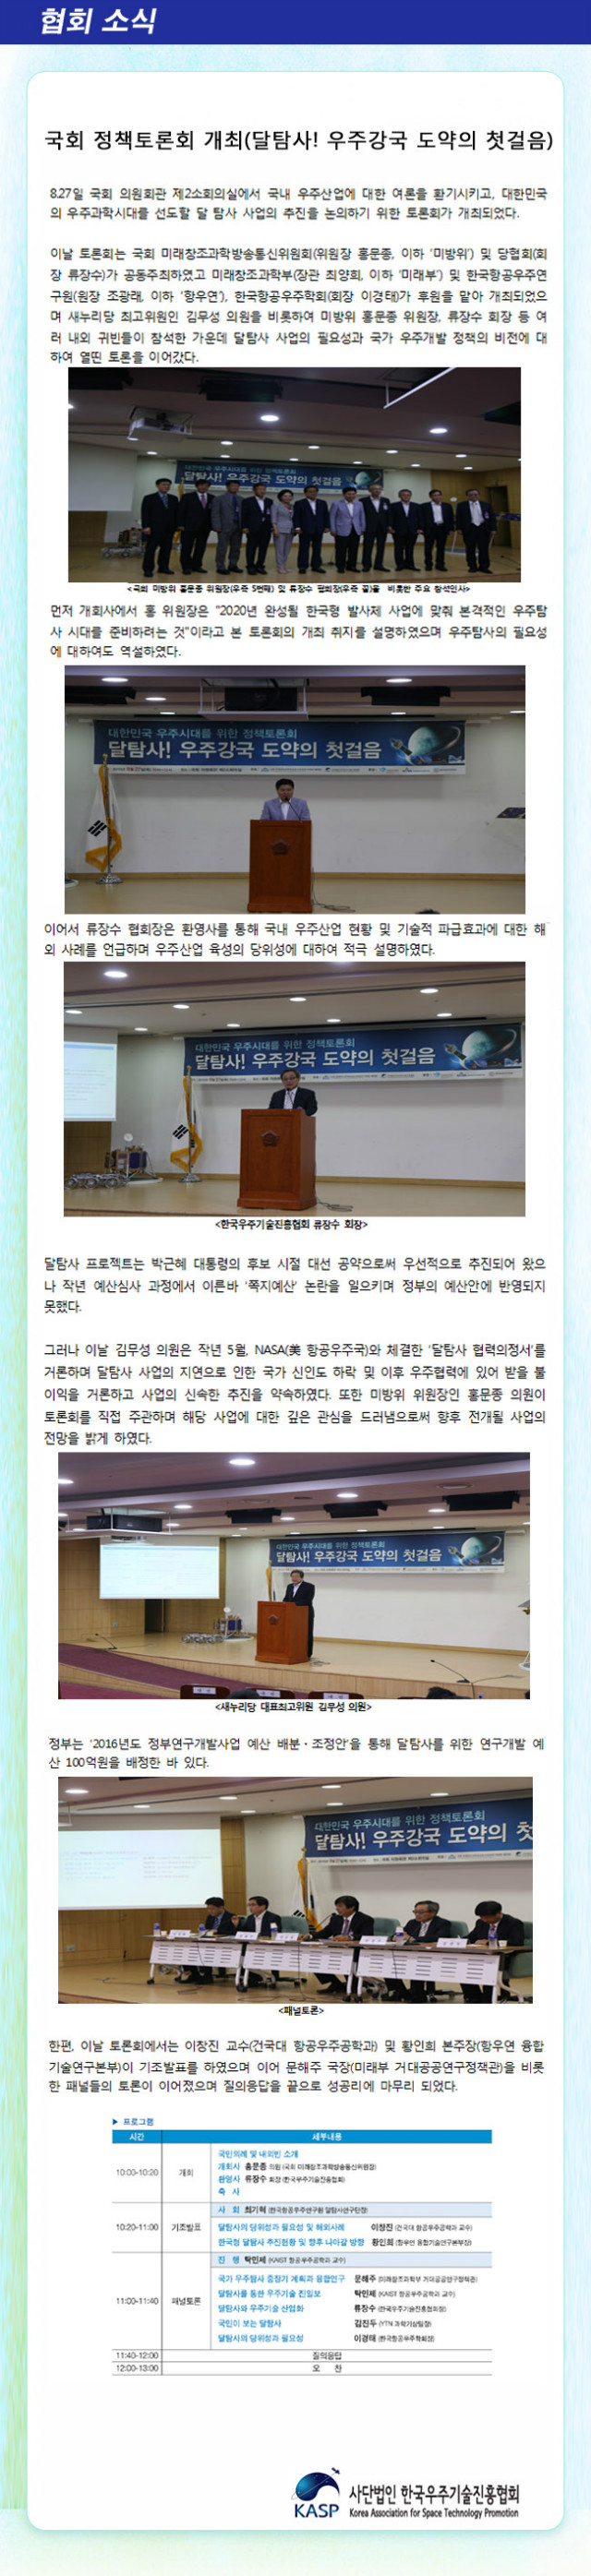 협회 소식
국회 정책토론회 개최(달탐사! 우주강국 도약의 첫걸음)
8.27일 국회 의원회관 제2소회의실에서 국내 우주산업에 대한 여론을 환기시키고, 대한민국
의 우주과학시대를 선도할 달 탐사 사업의 추진을 논의하기 위한 토론회가 개최되었다.
이날 토론회는 국회 미래창조과학방송통신위원회(위원장 홍문종, 이하 '미방위') 및 당협회(회
장 류장수)가 공동주최하였고 미래창조과학부(장관 최양희, 이하 '미래부') 및 한국항공우주연
구원(원장 조광래, 이하 '항우연'), 한국항공우주학회(회장 이경태)가 후원을 맡아 개최되었으
며 새누리당 최고위원인 김무성 의원을 비롯하여 미방위 홍문종 위원장, 류장수 회장 등 여
러 내외 귀빈들이 참석한 가운데 달탐사 사업의 필요성과 국가 우주개발 정책의 비전에 대
하여 열띤 토론을 이어갔다.
대한민국 우주시대를 위한 정책토론회
달탐사! 우주강국 도약의 첫걸음
<국회 미방위 홍문종 위원장(우측 5번째) 및 류장수 협회장(우측 끝)을 비롯한 주요 참석인사>
먼저 개회사에서 홍 위원장은 "2020년 완성될 한국형 발사체 사업에 맞춰 본격적인 우주탐
사 시대를 준비하려는 것"이라고 본 토론회의 개최 취지를 설명하였으며 우주탐사의 필요성
에 대하여도 역설하였다.
대한민국 우주시대를 위한 정책토론회
달탐사! 우주강국 도약의 첫걸음
이어서 류장수 협회장은 환영사를 통해 국내 우주산업 현황 및 기술적 파급효과에 대한 해
외 사례를 언급하며 우주산업 육성의 당위성에 대하여 적극 설명하였다.
대한민국 우주시대를 위한 정책토론회
달탐사! 우주강국 도약의 첫걸음
<한국우주기술진흥협회 류장수 회장>
달탐사 프로젝트는 박근혜 대통령의 후보 시절 대선 공약으로써 우선적으로 추진되어 왔으
나 작년 예산심사 과정에서 이른바 '쪽지예산' 논란을 일으키며 정부의 예산안에 반영되지
못했다.
그러나 이날 김무성 의원은 작년 5월, NASA(美 항공우주국)와 체결한 '달탐사 협력의정서'를
거론하며 달탐사 사업의 지연으로 인한 국가 신인도 하락 및 이후 우주협력에 있어 받을 불
이익을 거론하고 사업의 신속한 추진을 약속하였다. 또한 미방위 위원장인 홍문종 의원이
토론회를 직접 주관하며 해당 사업에 대한 깊은 관심을 드러냄으로써 향후 전개될 사업의
전망을 밝게 하였다.
대한민국 우주시대를 위한 정책토론회
달탐사! 우주강국 도약의 첫걸음
<새누리당 대표최고위원 김무성 의원>
정부는 '2016년도 정부연구개발사업 예산 배분·조정안'을 통해 달탐사를 위한 연구개발 예
산 100억원을 배정한 바 있다.
대한민국 우주시대를 위한 정책토론회
달탐사! 우주강국 도약의 첫
<패널토론>
한편, 이날 토론회에서는 이창진 교수(건국대 항공우주공학과) 및 황인희 본주장(항우연 융합
기술연구본부)이 기조발표를 하였으며 이어 문해주 국장(미래부 거대공공연구정책관)을 비롯
한 패널들의 토론이 이어졌으며 질의응답을 끝으로 성공리에 마무리 되었다.
▶ 프로그램
시간 세부내용
국민의례 및 내외빈 소개
10:00-10:20 개회 개회사 홍문종 의원 (국회 미래창조과학방송통신위원장)
환영사 류장수 회장 (한국우주기술진흥협회)
축 사
사 회 최기혁 (한국항공우주연구원 달탐사연구단장)
10:20-11:00 기조발표 달탐사의 당위성과 필요성 및 해외사례 이창진 (건국대 항공우주공학과 교수)
한국형 달탐사 추진현황 및 향후 나아갈 방향 황인희 (항우연 융합기술연구본부장)
진 행 탁민제 (KAIST 항공우주공학과 교수)
국가 우주탐사 중장기 계획과 융합연구 문해주 (미래창조과학부 거대공공연구정책관)
11:00-11:40 패널토론 달탐사를 통한 우주기술 진일보 탁민제 (KAIST 항공우주공학과 교수)
달탐사와 우주기술 산업화 류장수 (한국우주기술진흥협회장)
국민이 보는 달탐사 김진두 (YTN 과학기상팀장)
달탐사의 당위성과 필요성 이경태 (한국항공우주학회장)
11:40-12:00 질의응답
12:00-13:00 오 찬
KASP 사단법인 한국우주기술진흥협회
Korea Association for Space Technology Promotion